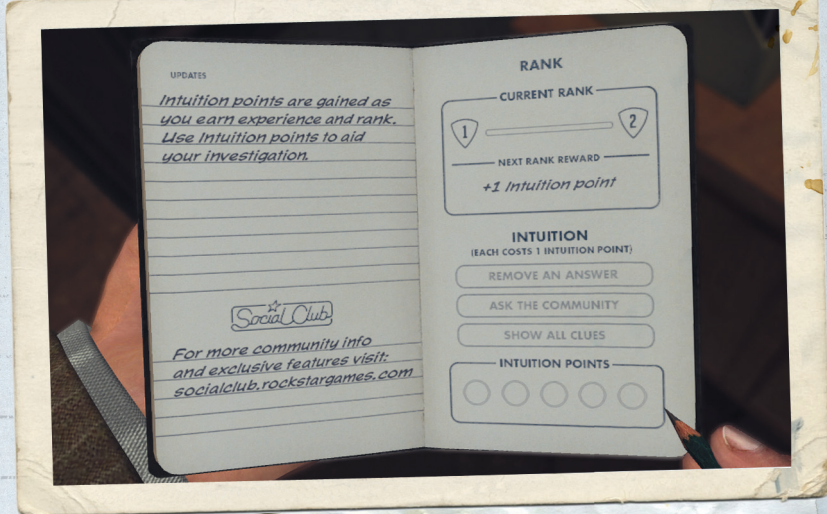 UPDATES
Intuition points are gained as
you earn experience and rank.
Use Intuition points to aid
your investigation.
Social Club
For more community info
and exclusive features visit:
socialclub.rockstargames.com
RANK
CURRENT RANK
1
2
NEXT RANK REWARD
+1 Intuition point
INTUITION
(EACH COSTS 1 INTUITION POINT)
REMOVE AN ANSWER
ASK THE COMMUNITY
SHOW ALL CLUES
INTUITION POINTS